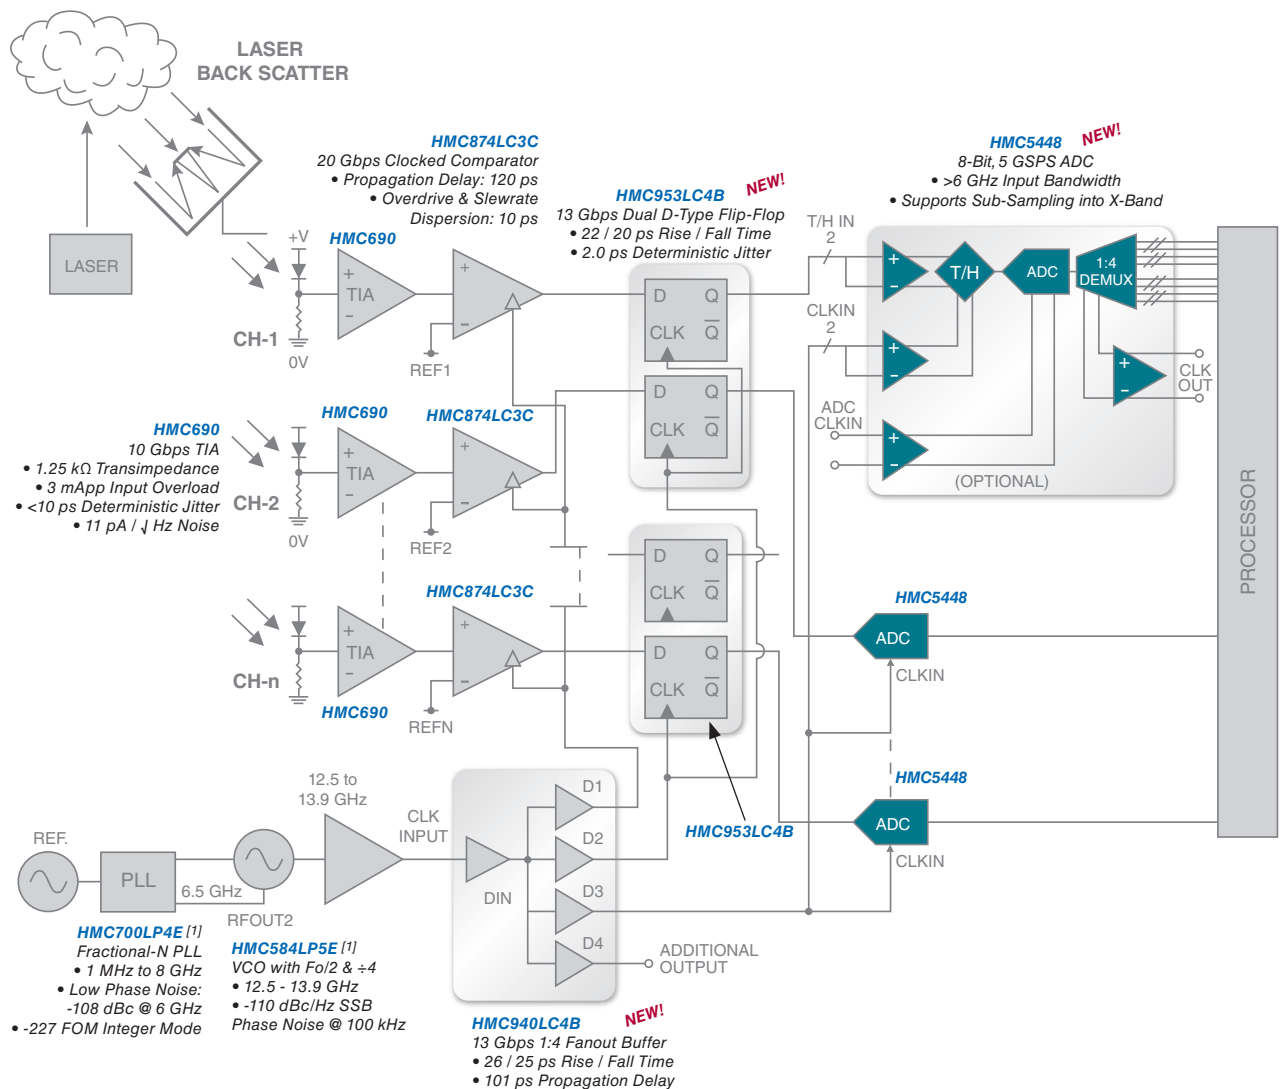 LASER
BACK SCATTER
LASER
HMC874LC3C
20 Gbps Clocked Comparator
• Propagation Delay: 120 ps
• Overdrive & Slewrate
Dispersion: 10 ps
HMC953LC4B
NEW!
13 Gbps Dual D-Type Flip-Flop
• 22 / 20 ps Rise / Fall Time
• 2.0 ps Deterministic Jitter
HMC5448
NEW!
8-Bit, 5 GSPS ADC
• >6 GHz Input Bandwidth
• Supports Sub-Sampling into X-Band
+V
HMC690
+
TIA
–
CH-1
0V
+
–
REF1
D Q
CLK Q̅
D Q
CLK Q̅
T/H IN
2
+
–
T/H
ADC
1:4
DEMUX
CLKIN
2
+
–
+
–
CLK
OUT
ADC
CLKIN
+
–
(OPTIONAL)
PROCESSOR
HMC690
10 Gbps TIA
• 1.25 kΩ Transimpedance
• 3 mApp Input Overload
• <10 ps Deterministic Jitter
• 11 pA / √ Hz Noise
HMC690
+
TIA
–
CH-2
0V
HMC874LC3C
+
–
REF2
D Q
CLK Q̅
D Q
CLK Q̅
HMC874LC3C
+
TIA
–
CH-n
HMC690
+
–
REFN
HMC953LC4B
HMC5448
ADC
CLKIN
HMC5448
ADC
CLKIN
REF.
PLL
6.5 GHz
RFOUT2
12.5 to
13.9 GHz
CLK
INPUT
DIN
D1
D2
D3
D4
ADDITIONAL
OUTPUT
HMC700LP4E [1]
Fractional-N PLL
• 1 MHz to 8 GHz
• Low Phase Noise:
-108 dBc @ 6 GHz
• -227 FOM Integer Mode
HMC584LP5E [1]
VCO with Fo/2 & ÷4
• 12.5 - 13.9 GHz
• -110 dBc/Hz SSB
Phase Noise @ 100 kHz
HMC940LC4B
NEW!
13 Gbps 1:4 Fanout Buffer
• 26 / 25 ps Rise / Fall Time
• 101 ps Propagation Delay